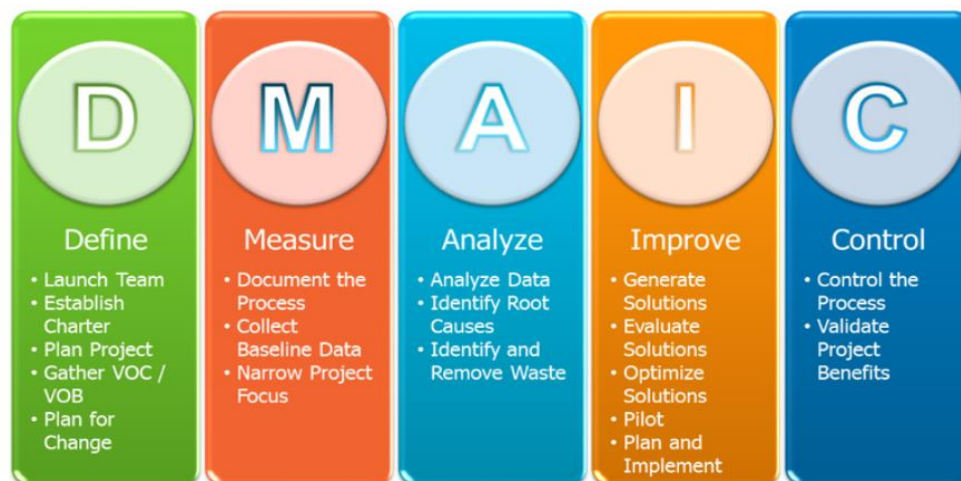 D
Define
• Launch Team
• Establish
Charter
• Plan Project
• Gather VOC /
VOB
• Plan for
Change
M
Measure
• Document the
Process
• Collect
Baseline Data
• Narrow Project
Focus
A
Analyze
• Analyze Data
• Identify Root
Causes
• Identify and
Remove Waste
I
Improve
• Generate
Solutions
• Evaluate
Solutions
• Optimize
Solutions
• Pilot
• Plan and
Implement
C
Control
• Control the
Process
• Validate
Project
Benefits